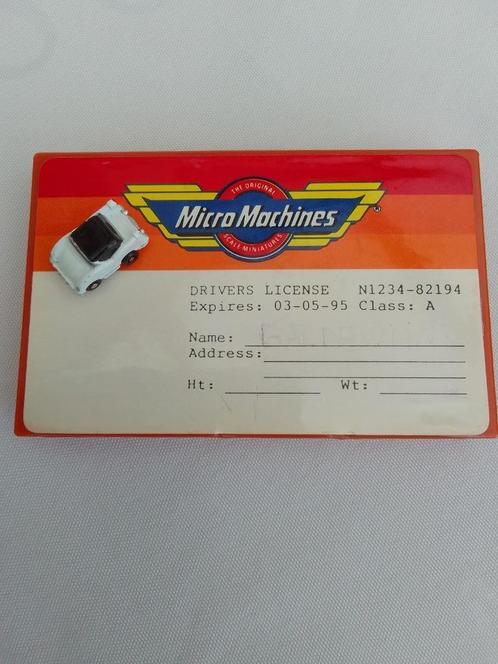 THE ORIGINAL
Micro Machines ®
SCALE MINIATURES
DRIVERS LICENSE N1234-82194
Expires: 03-05-95 Class: A
Name:
Address:
Ht: Wt: